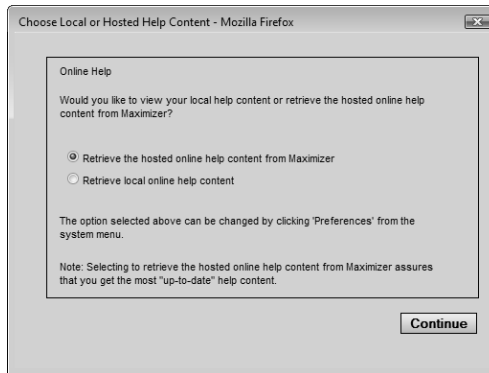 Choose Local or Hosted Help Content - Mozilla Firefox
Online Help
Would you like to view your local help content or retrieve the hosted online help
content from Maximizer?
Retrieve the hosted online help content from Maximizer
Retrieve local online help content
The option selected above can be changed by clicking 'Preferences' from the
system menu.
Note: Selecting to retrieve the hosted online help content from Maximizer assures
that you get the most "up-to-date" help content.
Continue